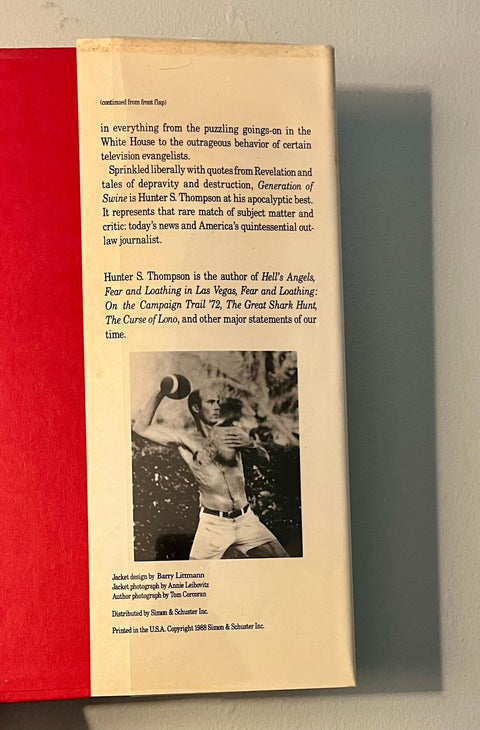 (continued from front flap)
in everything from the puzzling goings-on in the
White House to the outrageous behavior of certain
television evangelists.
Sprinkled liberally with quotes from Revelation and
tales of depravity and destruction, Generation of
Swine is Hunter S. Thompson at his apocalyptic best.
It represents that rare match of subject matter and
critic: today's news and America's quintessential out-
law journalist.
Hunter S. Thompson is the author of Hell's Angels,
Fear and Loathing in Las Vegas, Fear and Loathing:
On the Campaign Trail '72, The Great Shark Hunt,
The Curse of Lono, and other major statements of our
time.
Jacket design by Barry Littmann
Jacket photograph by Annie Leibovitz
Author photograph by Tom Corcoran
Distributed by Simon & Schuster Inc.
Printed in the U.S.A. Copyright 1988 Simon & Schuster Inc.